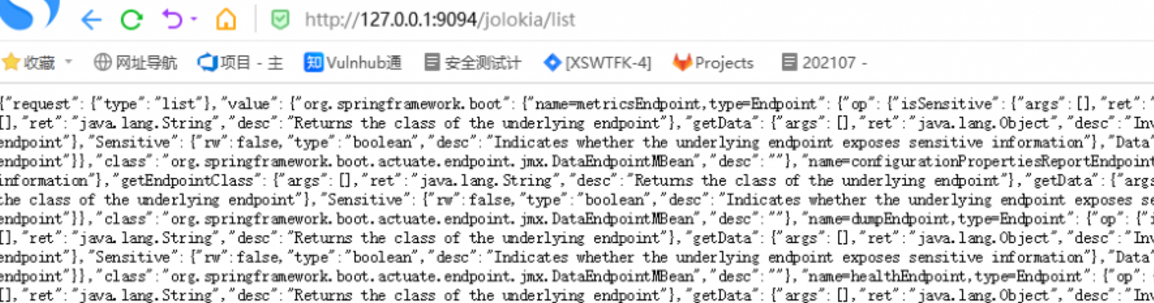 http://127.0.0.1:9094/jolokia/list
收藏 网址导航 项目 - 主 知 Vulnhub通 安全测试计 [XSWTFK-4] Projects 202107 -
{"request":{"type":"list"},"value":{"org.springframework.boot":{"name=metricsEndpoint,type=Endpoint":{"op":{"isSensitive":{"args":[],"ret":"
[],"ret":"java.lang.String","desc":"Returns the class of the underlying endpoint"},"getData":{"args":[],"ret":"java.lang.Object","desc":"Inv
endpoint"},"Sensitive":{"rw":false,"type":"boolean","desc":"Indicates whether the underlying endpoint exposes sensitive information"},"Data"
endpoint"}},"class":"org.springframework.boot.actuate.endpoint.jmx.DataEndpointMBean","desc":""},"name=configurationPropertiesReportEndpoint
information"},"getEndpointClass":{"args":[],"ret":"java.lang.String","desc":"Returns the class of the underlying endpoint"},"getData":{"args
the class of the underlying endpoint"},"Sensitive":{"rw":false,"type":"boolean","desc":"Indicates whether the underlying endpoint exposes se
endpoint"}},"class":"org.springframework.boot.actuate.endpoint.jmx.DataEndpointMBean","desc":""},"name=dumpEndpoint,type=Endpoint":{"op":{"i
[],"ret":"java.lang.String","desc":"Returns the class of the underlying endpoint"},"getData":{"args":[],"ret":"java.lang.Object","desc":"Inv
endpoint"},"Sensitive":{"rw":false,"type":"boolean","desc":"Indicates whether the underlying endpoint exposes sensitive information"},"Data"
endpoint"}},"class":"org.springframework.boot.actuate.endpoint.jmx.DataEndpointMBean","desc":""},"name=healthEndpoint,type=Endpoint":{"op":
[],"ret":"java.lang.String","desc":"Returns the class of the underlying endpoint"},"getData":{"args":[],"ret":"java.lang.Object","desc":"Inv